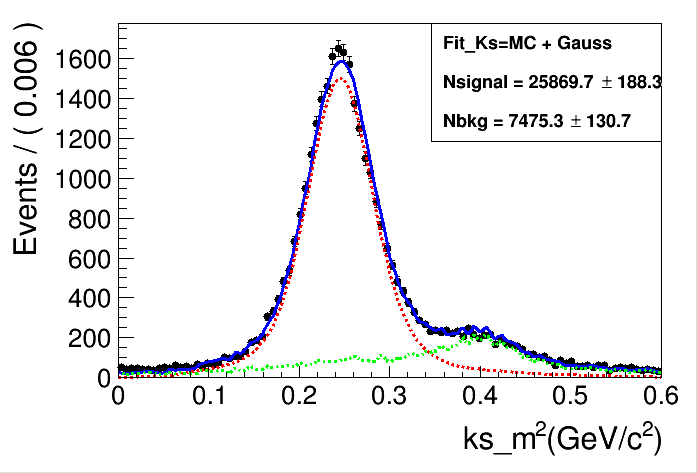 Fit_Ks=MC + Gauss
Nsignal = 25869.7 ± 188.3
Nbkg = 7475.3 ± 130.7
Events / ( 0.006 )
1600
1400
1200
1000
800
600
400
200
0
0 0.1 0.2 0.3 0.4 0.5 0.6
ks_m²(GeV/c²)